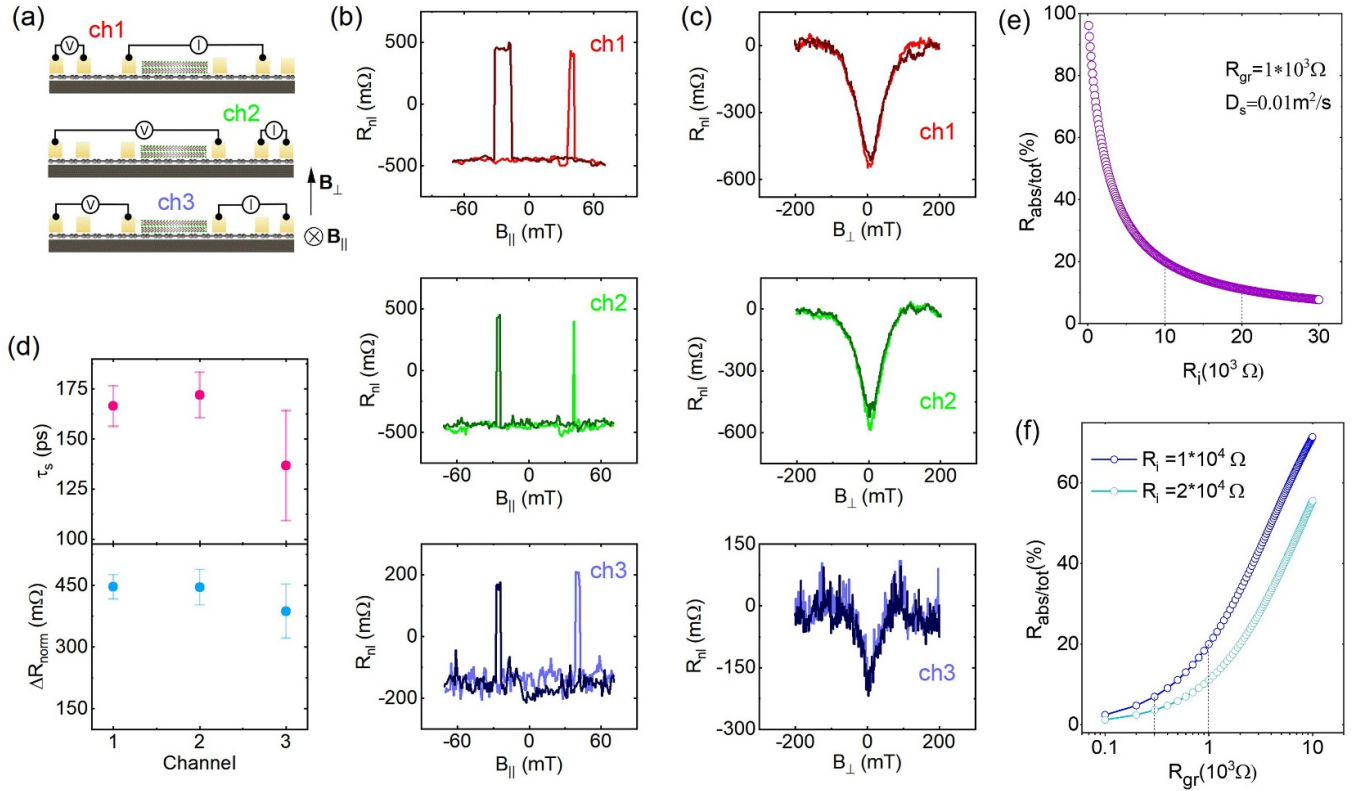 (a)
ch1
V
I
ch2
V
I
B⊥
ch3
V
I
B||
(b)
500
0
-500
Rnl (mΩ)
ch1
-60
0
60
B|| (mT)
500
0
-500
Rnl (mΩ)
ch2
-60
0
60
B|| (mT)
200
0
-200
Rnl (mΩ)
ch3
-60
0
60
B|| (mT)
(c)
0
-300
-600
Rnl (mΩ)
ch1
-200
0
200
B⊥ (mT)
0
-300
-600
Rnl (mΩ)
ch2
-200
0
200
B⊥ (mT)
150
0
-150
-300
Rnl (mΩ)
ch3
-200
0
200
B⊥ (mT)
(d)
175
150
125
100
τs (ps)
450
300
150
ΔRnorm (mΩ)
1
2
3
Channel
(e)
100
80
60
40
20
0
Rabs/tot(%)
Rgr=1*10³Ω
Ds=0.01m²/s
0
10
20
30
Ri(10³ Ω)
(f)
60
40
20
0
Rabs/tot(%)
Ri =1*10⁴ Ω
Ri =2*10⁴ Ω
0.1
1
10
Rgr(10³Ω)